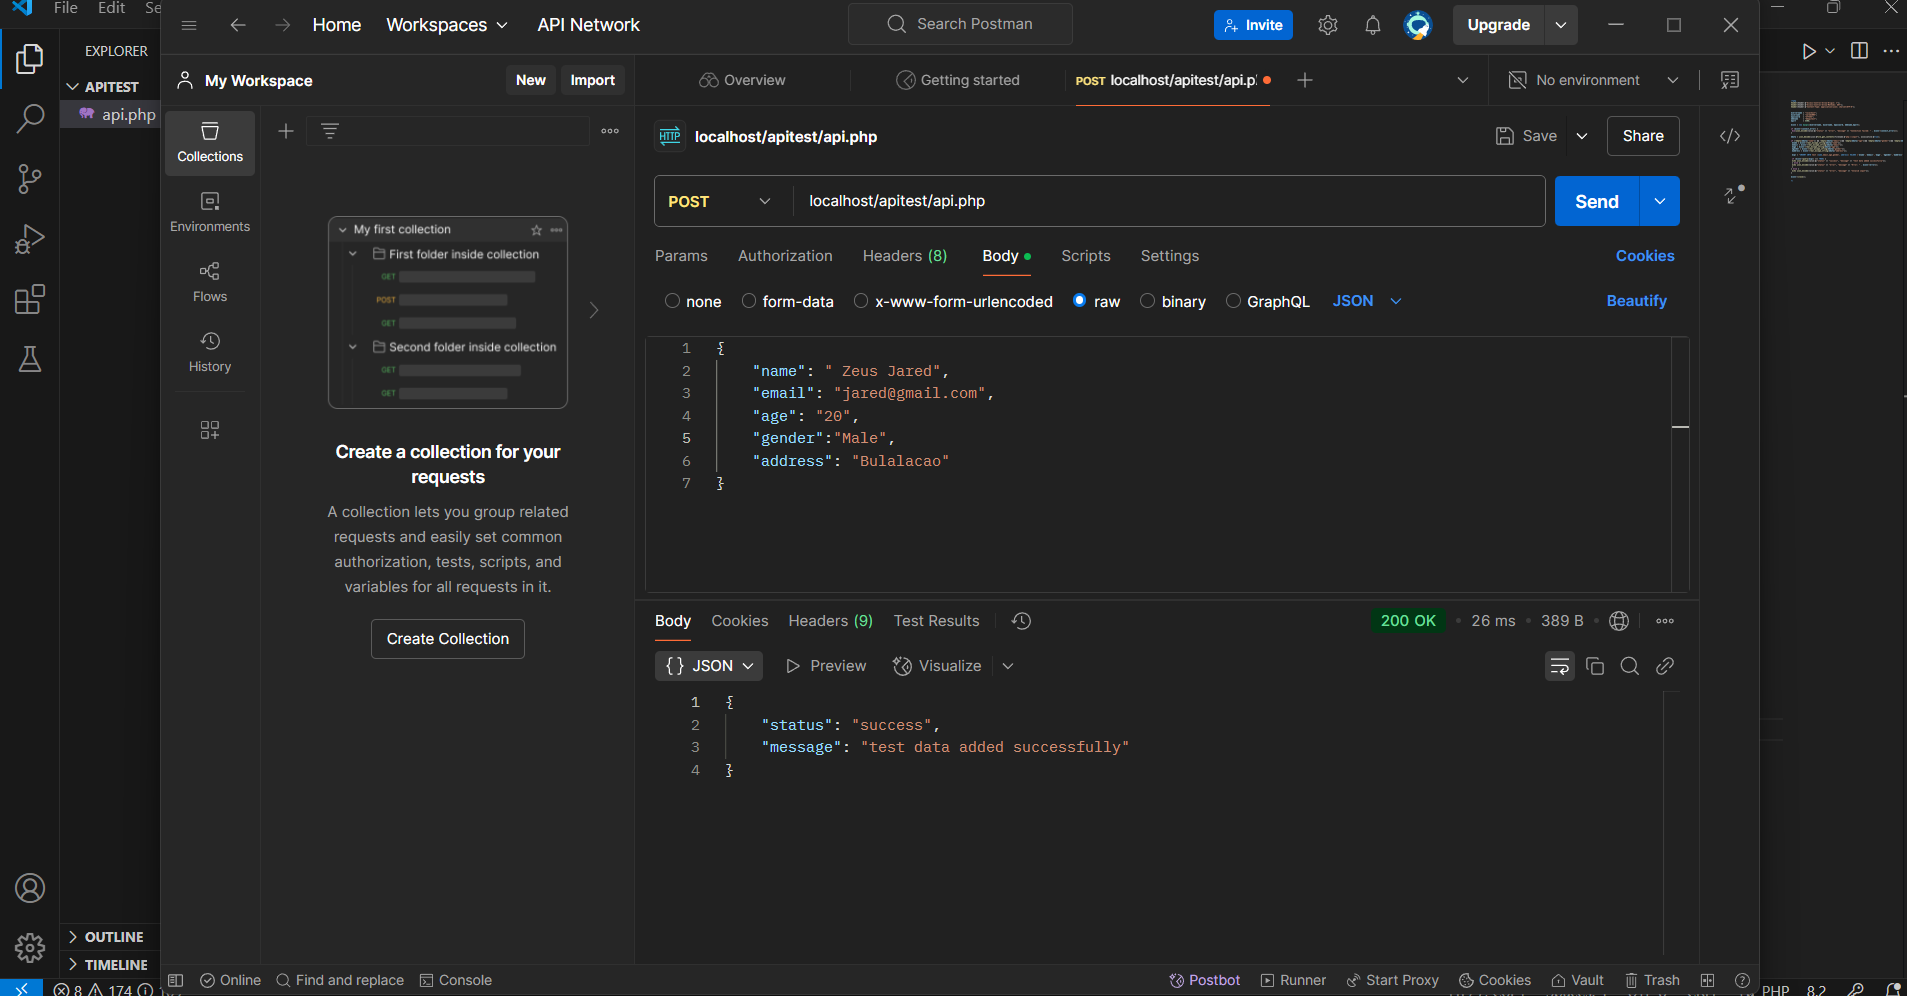 File Edit Se
Home Workspaces API Network
Search Postman
Invite
Upgrade
EXPLORER
APITEST
api.php
My Workspace
New Import
Overview
Getting started
POST localhost/apitest/api.p
No environment
Collections
Environments
Flows
History
My first collection
First folder inside collection
GET
POST
GET
Second folder inside collection
GET
GET
Create a collection for your
requests
A collection lets you group related
requests and easily set common
authorization, tests, scripts, and
variables for all requests in it.
Create Collection
HTTP localhost/apitest/api.php
Save
Share
POST localhost/apitest/api.php
Send
Params Authorization Headers (8) Body Scripts Settings
Cookies
none form-data x-www-form-urlencoded raw binary GraphQL JSON
Beautify
1 {
2 "name": " Zeus Jared",
3 "email": "jared@gmail.com",
4 "age": "20",
5 "gender":"Male",
6 "address": "Bulalacao"
7 }
Body Cookies Headers (9) Test Results
200 OK • 26 ms • 389 B
{} JSON Preview Visualize
1 {
2 "status": "success",
3 "message": "test data added successfully"
4 }
OUTLINE
TIMELINE
Online Find and replace Console
Postbot Runner Start Proxy Cookies Vault Trash
8 174
PHP 8.2